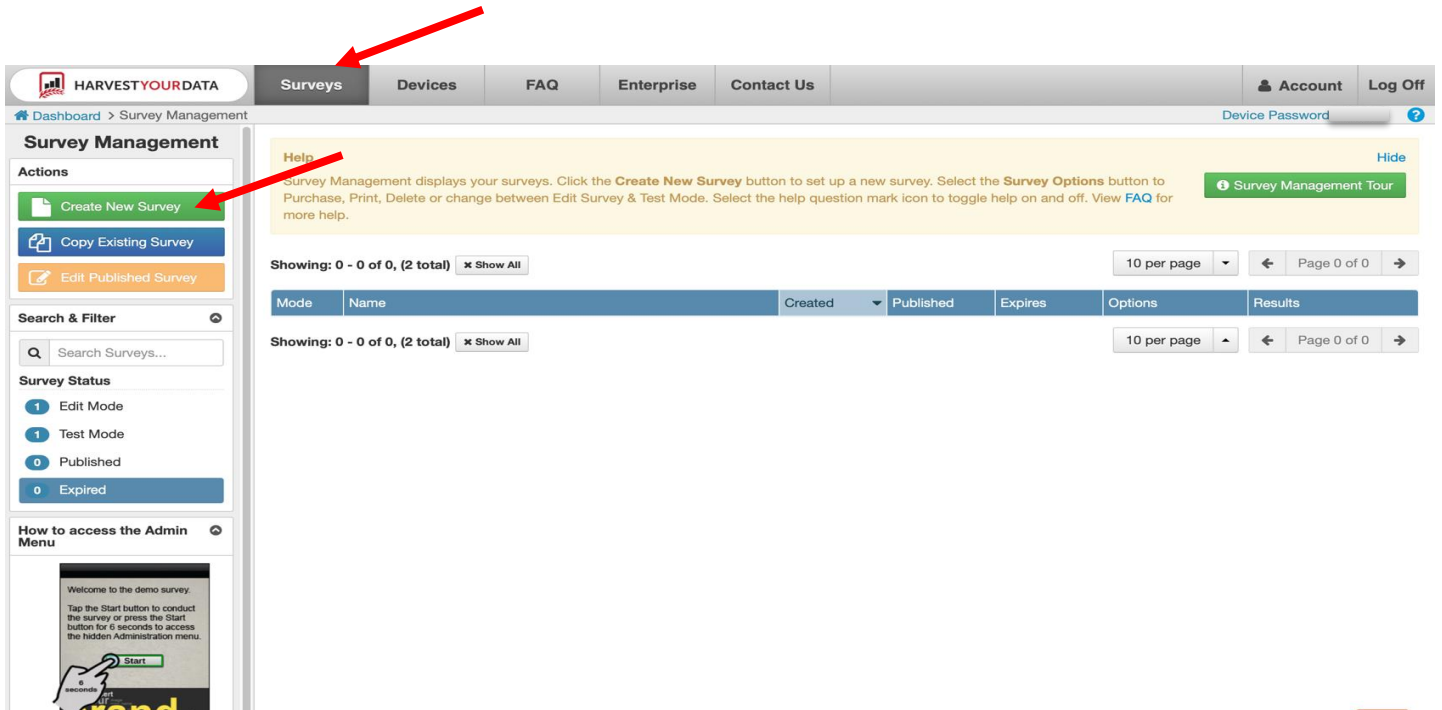 HARVESTYOURDATA
Surveys
Devices
FAQ
Enterprise
Contact Us
Account
Log Off
Dashboard > Survey Management
Device Password
?
Survey Management
Actions
Create New Survey
Copy Existing Survey
Edit Published Survey
Search & Filter
Search Surveys...
Survey Status
1 Edit Mode
1 Test Mode
0 Published
0 Expired
How to access the Admin
Menu
Welcome to the demo survey.
Tap the Start button to conduct
the survey or press the Start
button for 6 seconds to access
the hidden Administration menu.
Start
6
seconds
Help
Hide
Survey Management displays your surveys. Click the Create New Survey button to set up a new survey. Select the Survey Options button to
Purchase, Print, Delete or change between Edit Survey & Test Mode. Select the help question mark icon to toggle help on and off. View FAQ for
more help.
Survey Management Tour
Showing: 0 - 0 of 0, (2 total) × Show All
10 per page
Page 0 of 0
Mode
Name
Created
Published
Expires
Options
Results
Showing: 0 - 0 of 0, (2 total) × Show All
10 per page
Page 0 of 0